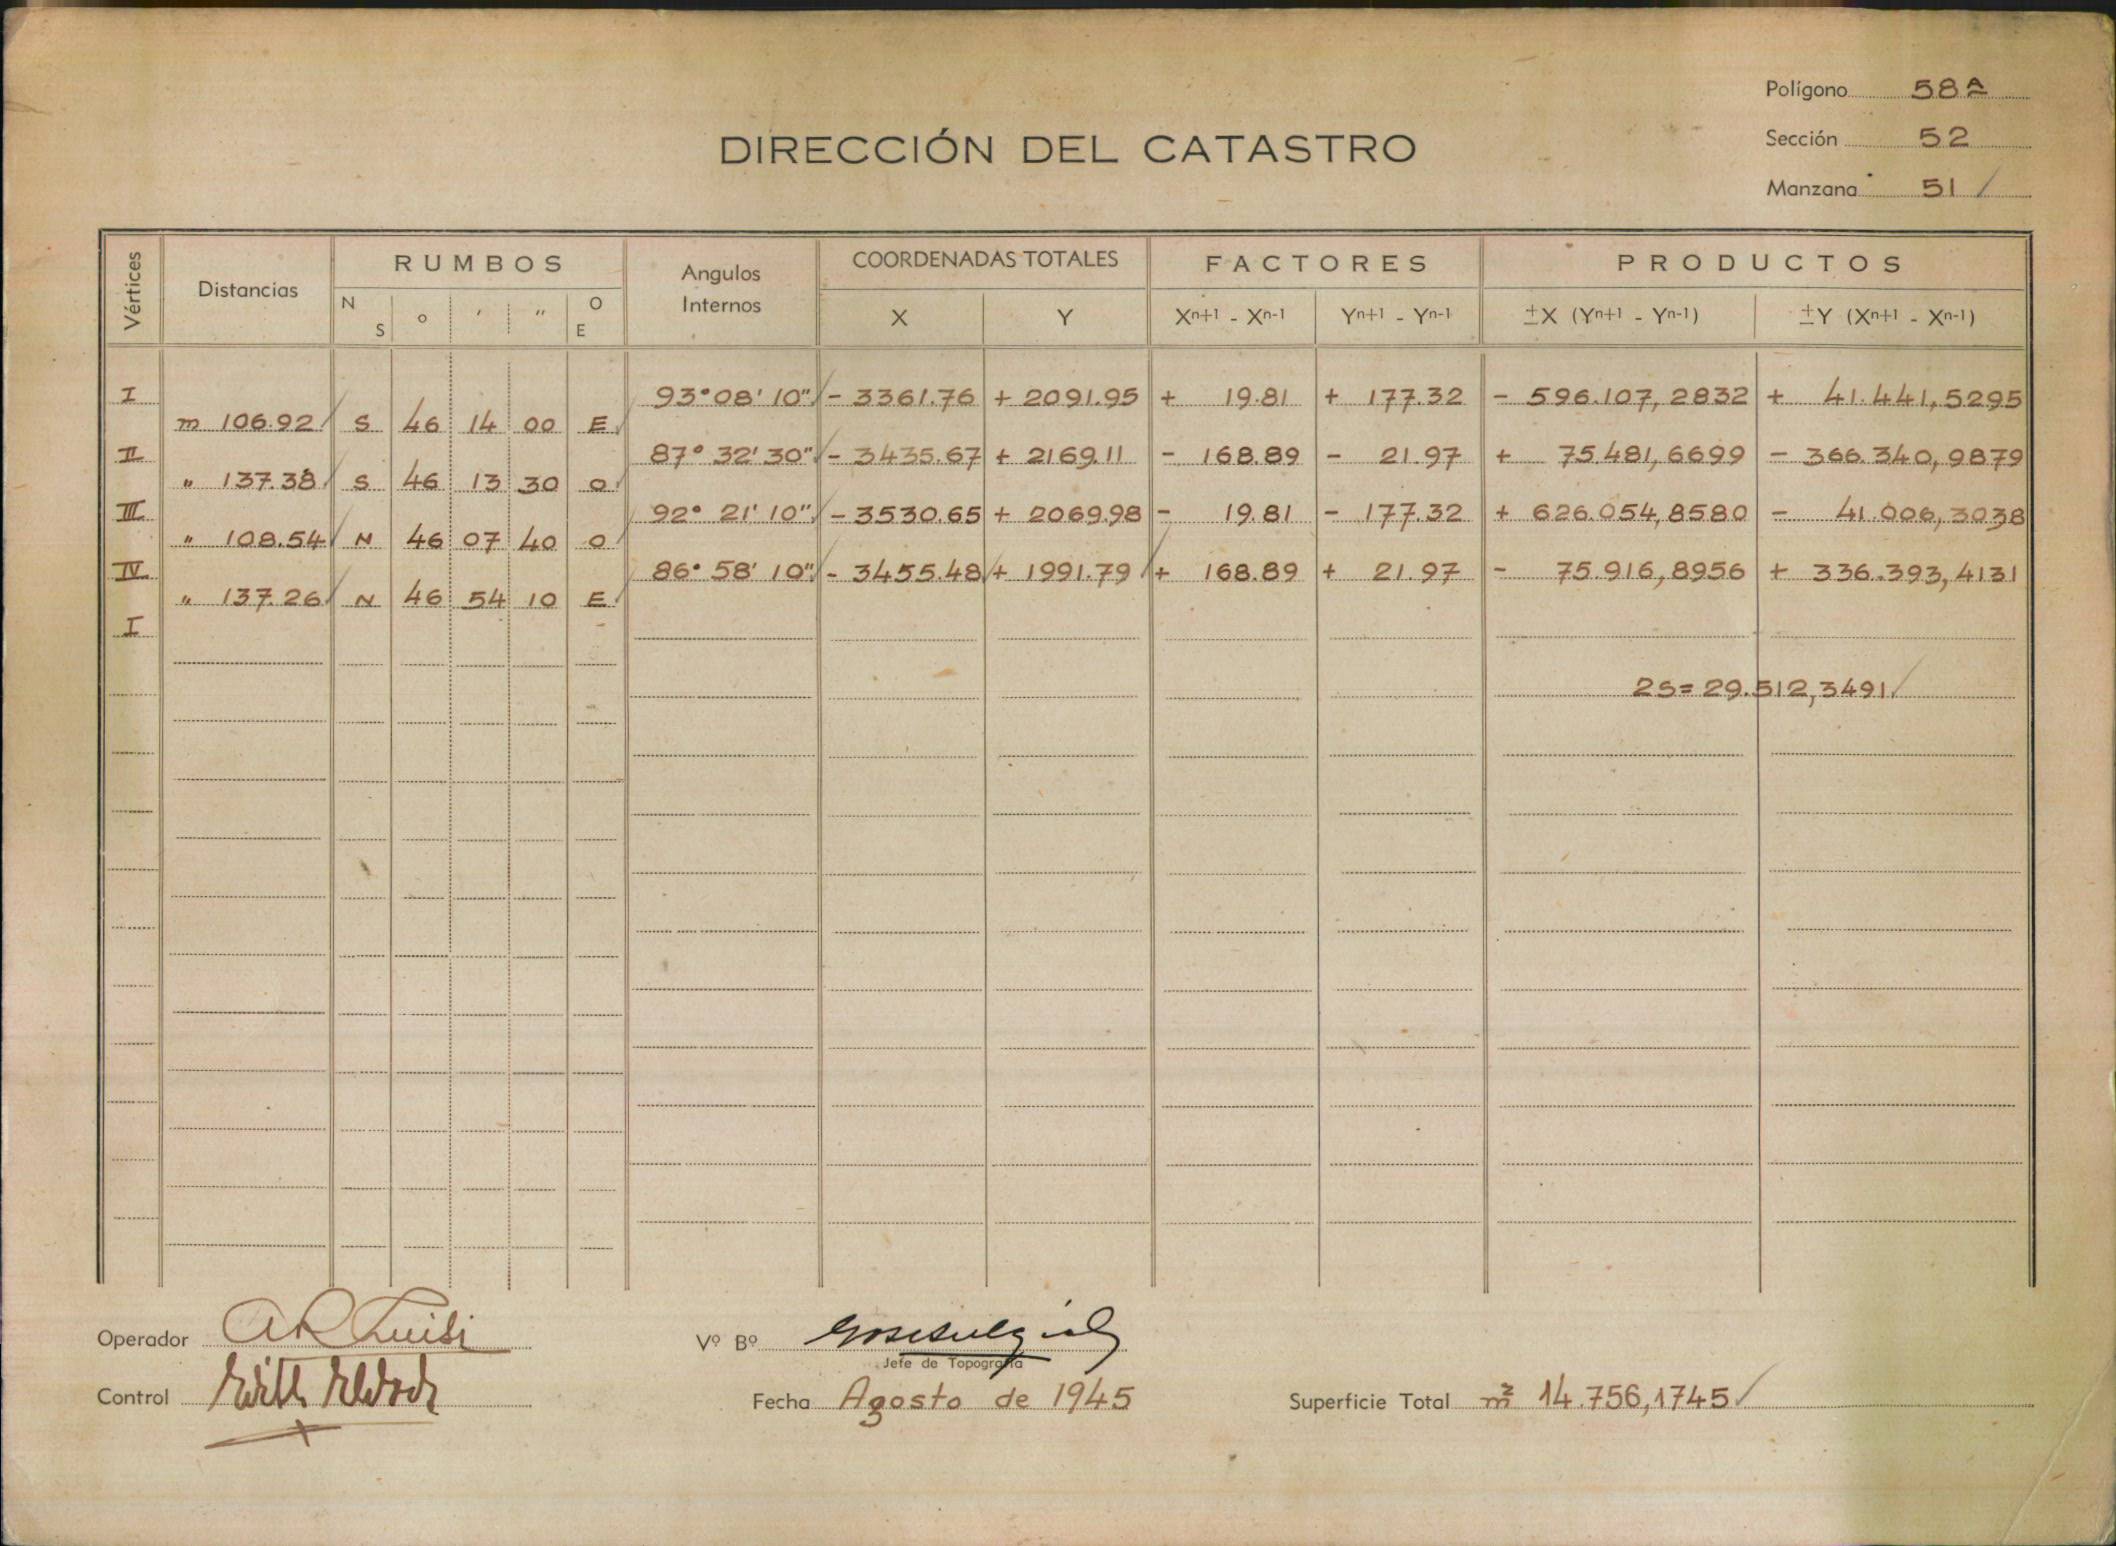 Polígono 58 A
Sección 52
Manzana 51 /
DIRECCIÓN DEL CATASTRO
Vértices Distancias RUMBOS Angulos Internos COORDENADAS TOTALES FACTORES PRODUCTOS
N S ° ′ ″ O E X Y Xⁿ⁺¹ - Xⁿ⁻¹ Yⁿ⁺¹ - Yⁿ⁻¹ ±X (Yⁿ⁺¹ - Yⁿ⁻¹) ±Y (Xⁿ⁺¹ - Xⁿ⁻¹)
I 93° 08' 10" - 3361.76 + 2091.95 + 19.81 + 177.32 - 596.107,2832 + 41.441,5295
m 106.92 S 46 14 00 E
II 87° 32' 30" - 3435.67 + 2169.11 - 168.89 - 21.97 + 75.481,6699 - 366.340,9879
" 137.38 S 46 13 30 O
III 92° 21' 10" - 3530.65 + 2069.98 - 19.81 - 177.32 + 626.054,8580 - 41.006,3038
" 108.54 N 46 07 40 O
IV 86° 58' 10" - 3455.48 + 1991.79 + 168.89 + 21.97 - 75.916,8956 + 336.393,4131
" 137.26 N 46 54 10 E
I
2S= 29.512,3491
Operador
Vº Bº
Jefe de Topografía
Control
Fecha Agosto de 1945
Superficie Total m² 14.756,1745